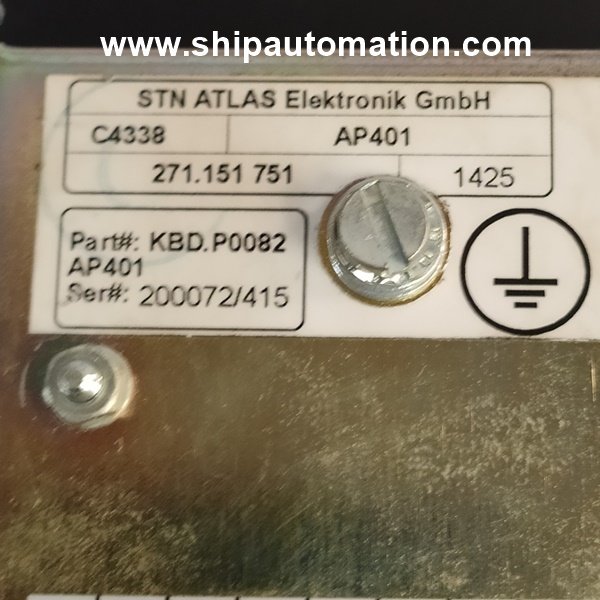 www.shipautomation.com
STN ATLAS Elektronik GmbH
C4338 AP401
271.151 751 1425
Part#: KBD.P0082
AP401
Ser#: 200072/415